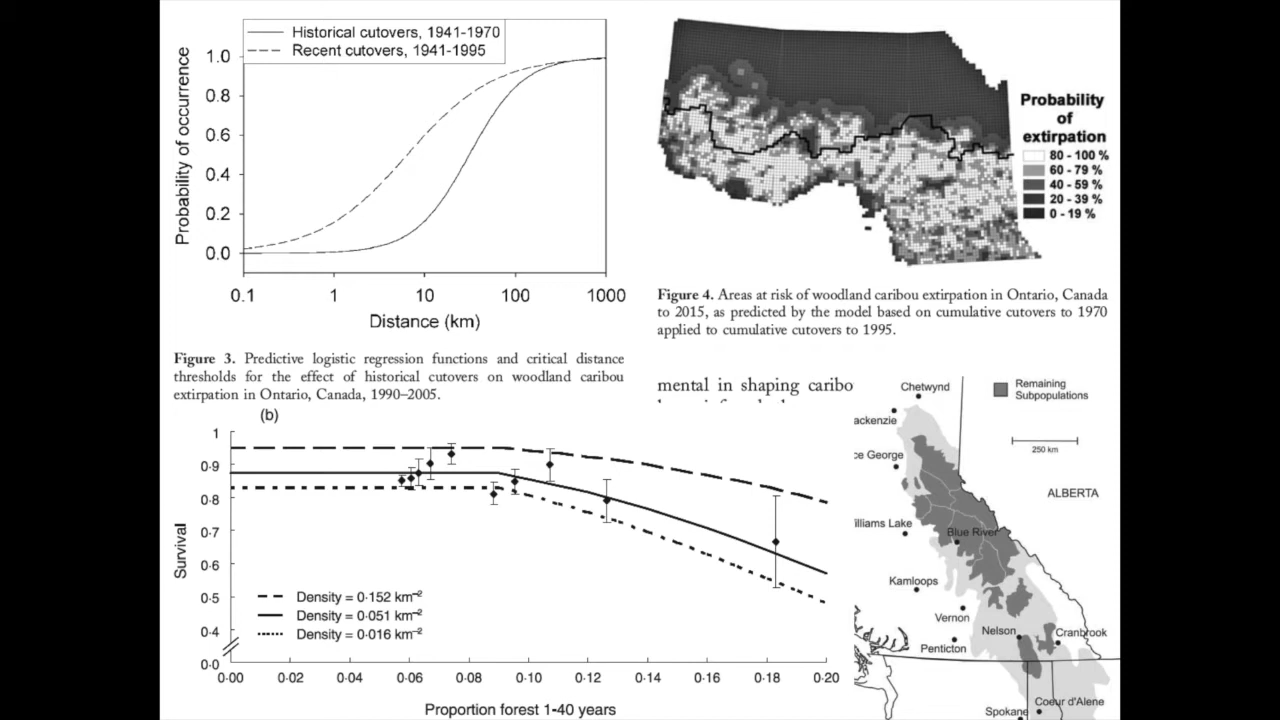 Historical cutovers, 1941-1970
Recent cutovers, 1941-1995
Probability of occurrence
1.0
0.8
0.6
0.4
0.2
0.0
0.1 1 10 100 1000
Distance (km)
Figure 3. Predictive logistic regression functions and critical distance
thresholds for the effect of historical cutovers on woodland caribou
extirpation in Ontario, Canada, 1990–2005.
Probability
of
extirpation
80 - 100 %
60 - 79 %
40 - 59 %
20 - 39 %
0 - 19 %
Figure 4. Areas at risk of woodland caribou extirpation in Ontario, Canada
to 2015, as predicted by the model based on cumulative cutovers to 1970
applied to cumulative cutovers to 1995.
mental in shaping caribo
(b)
Survival
1
0·9
0·8
0·7
0·6
0·5
0·4
0·0
Density = 0·152 km⁻²
Density = 0·051 km⁻²
Density = 0·016 km⁻²
0·00 0·02 0·04 0·06 0·08 0·10 0·12 0·14 0·16 0·18 0·20
Proportion forest 1-40 years
Chetwynd
Remaining
Subpopulations
ackenzie
250 km
ce George
ALBERTA
illiams Lake
Blue River
Kamloops
Vernon
Nelson
Cranbrook
Penticton
Coeur d'Alene
Spokane